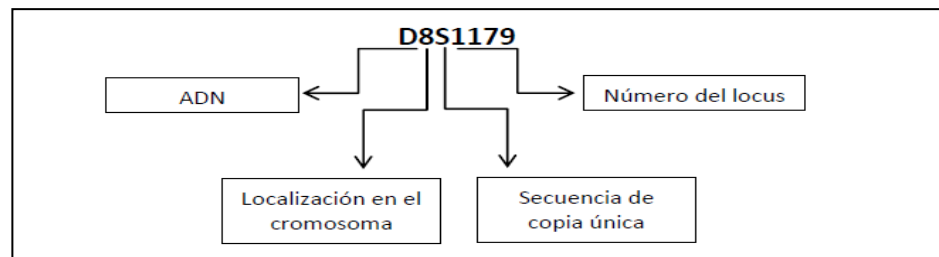 D8S1179
ADN
Número del locus
Localización en el
cromosoma
Secuencia de
copia única